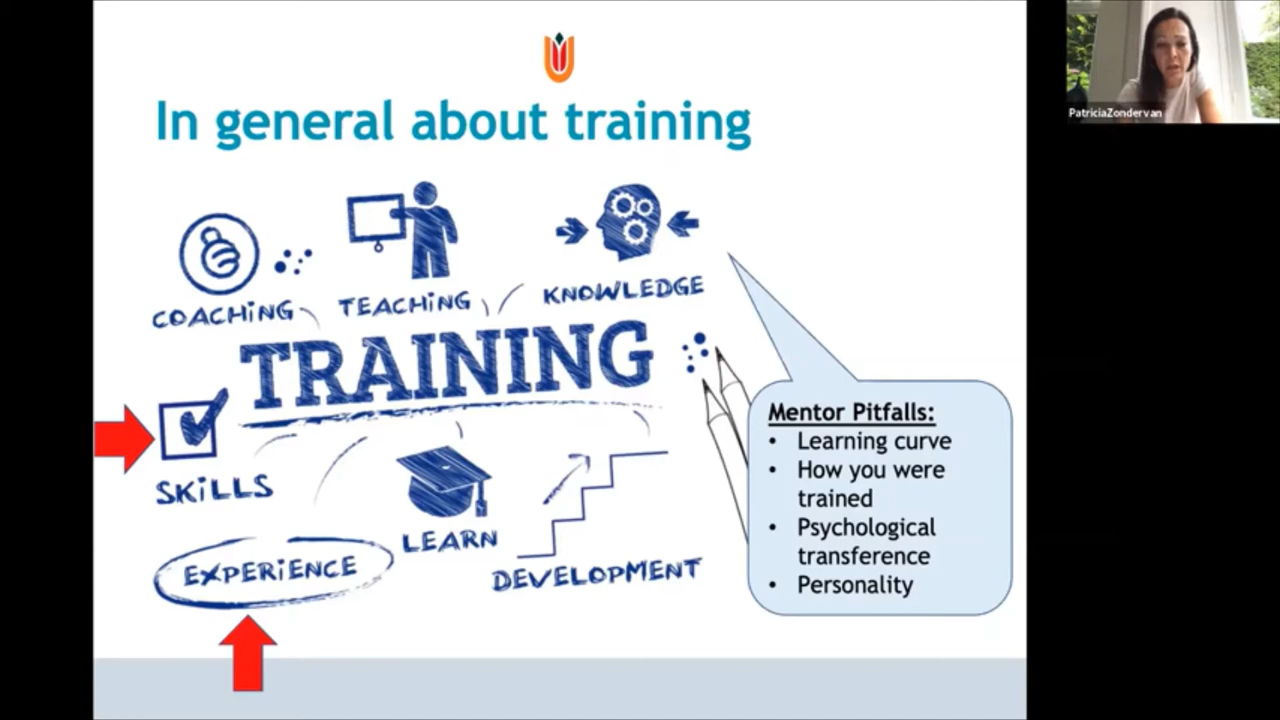 PatriciaZondervan
In general about training
COACHiNG
TEACHiNG
KNOWLEDGE
TRAINING
SKiLLS
LEARN
EXPERiENCE
DEVELOPMENT
Mentor Pitfalls:
• Learning curve
• How you were
trained
• Psychological
transference
• Personality